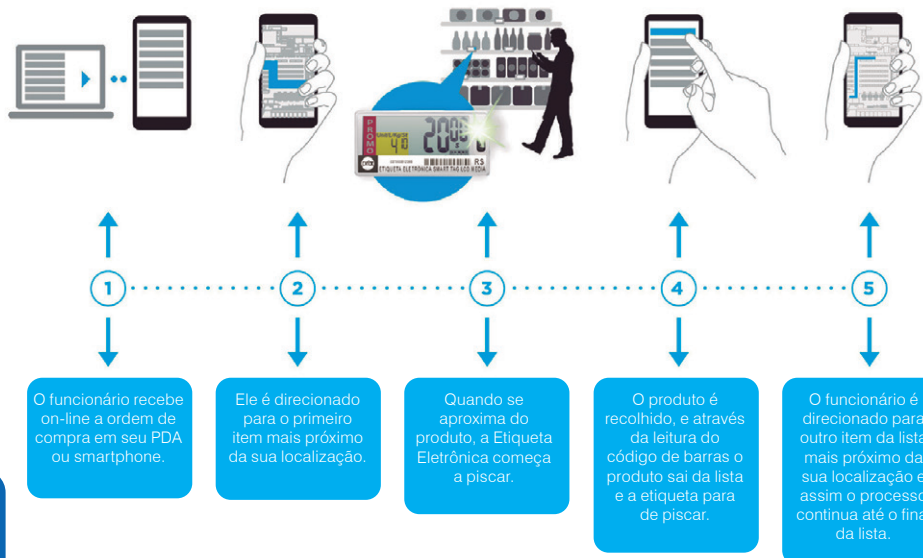 PROMO
40
20
R$
ETIQUETA ELETRÔNICA SMART TAG LCD MEDIA
1
2
3
4
5
O funcionário recebe
on-line a ordem de
compra em seu PDA
ou smartphone.
Ele é direcionado
para o primeiro
item mais próximo
da sua localização.
Quando se
aproxima do
produto, a Etiqueta
Eletrônica começa
a piscar.
O produto é
recolhido, e através
da leitura do
código de barras o
produto sai da lista
e a etiqueta para
de piscar.
O funcionário é
direcionado para
outro item da lista
mais próximo da
sua localização e
assim o processo
continua até o final
da lista.